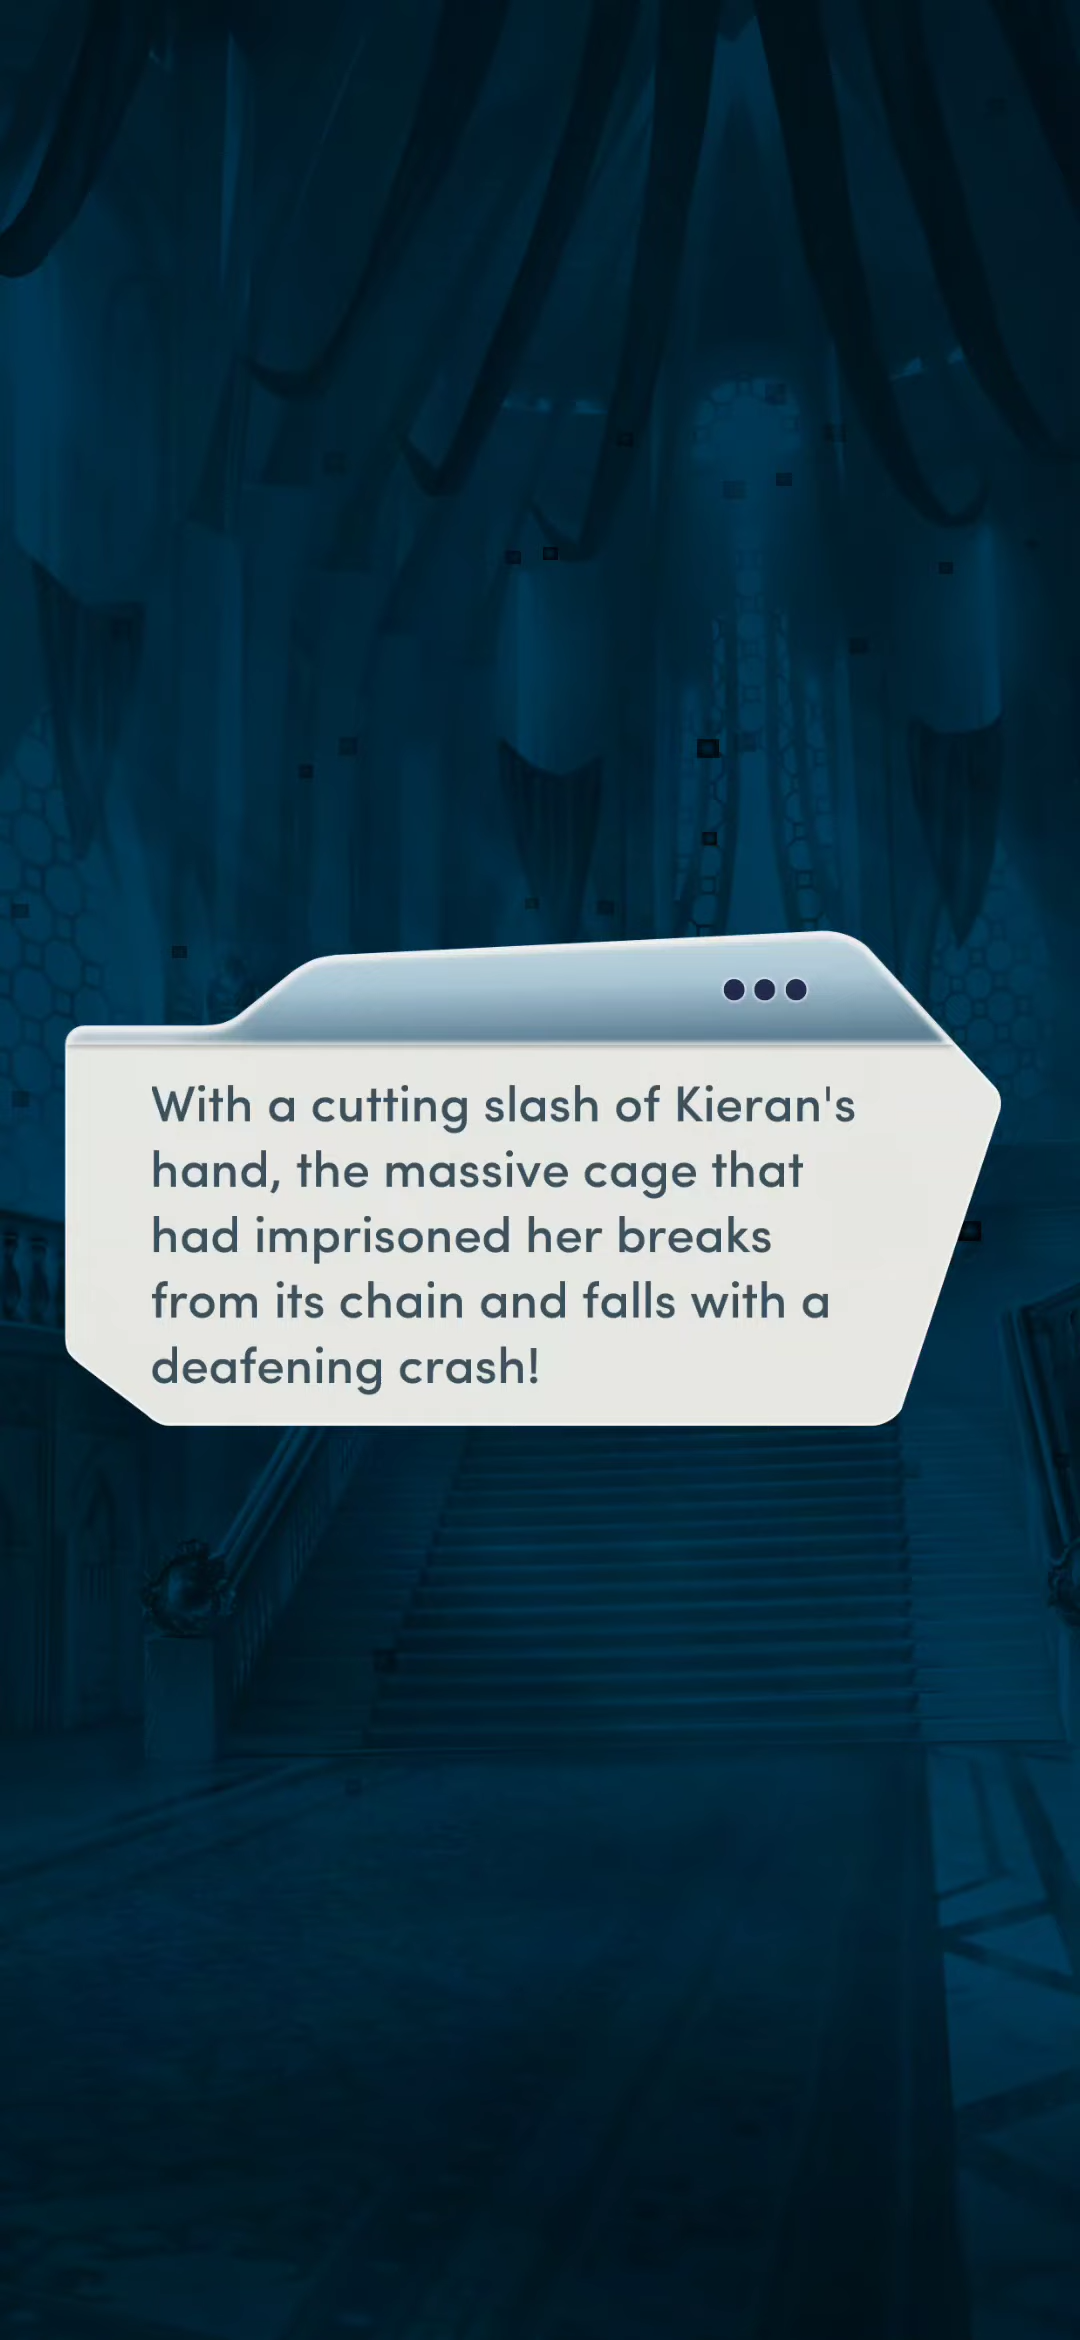 With a cutting slash of Kieran's
hand, the massive cage that
had imprisoned her breaks
from its chain and falls with a
deafening crash!